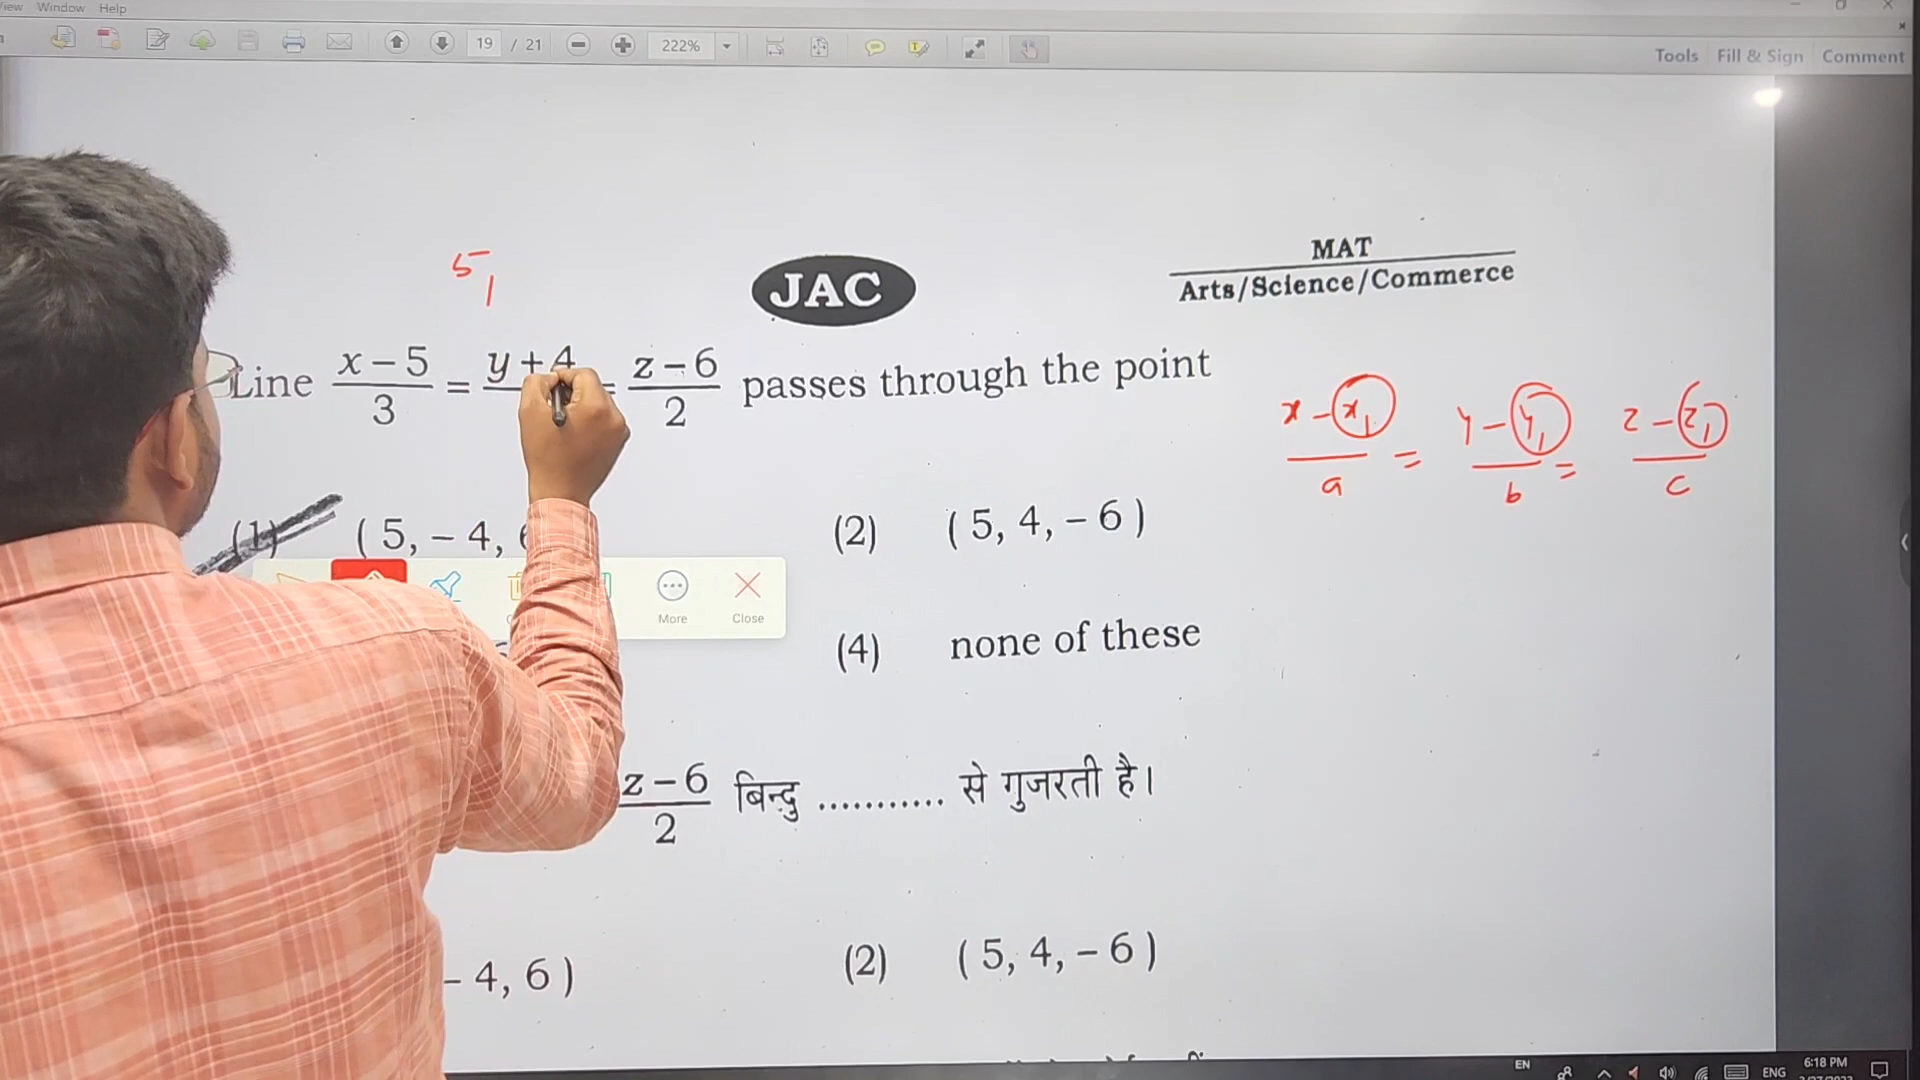 View Window Help
19 / 21 222%
Tools Fill & Sign Comment
MAT
Arts/Science/Commerce
JAC
5,
Line x – 5 / 3 = y + 4 = z – 6 / 2 passes through the point
x – x₁ / a = y – y₁ / b = z – z₁ / c
(1) ( 5, – 4,
(2) ( 5, 4, – 6 )
More Close
(4) none of these
z – 6 / 2 बिन्दु ........... से गुजरती है।
– 4, 6 )
(2) ( 5, 4, – 6 )
EN ENG 6:18 PM